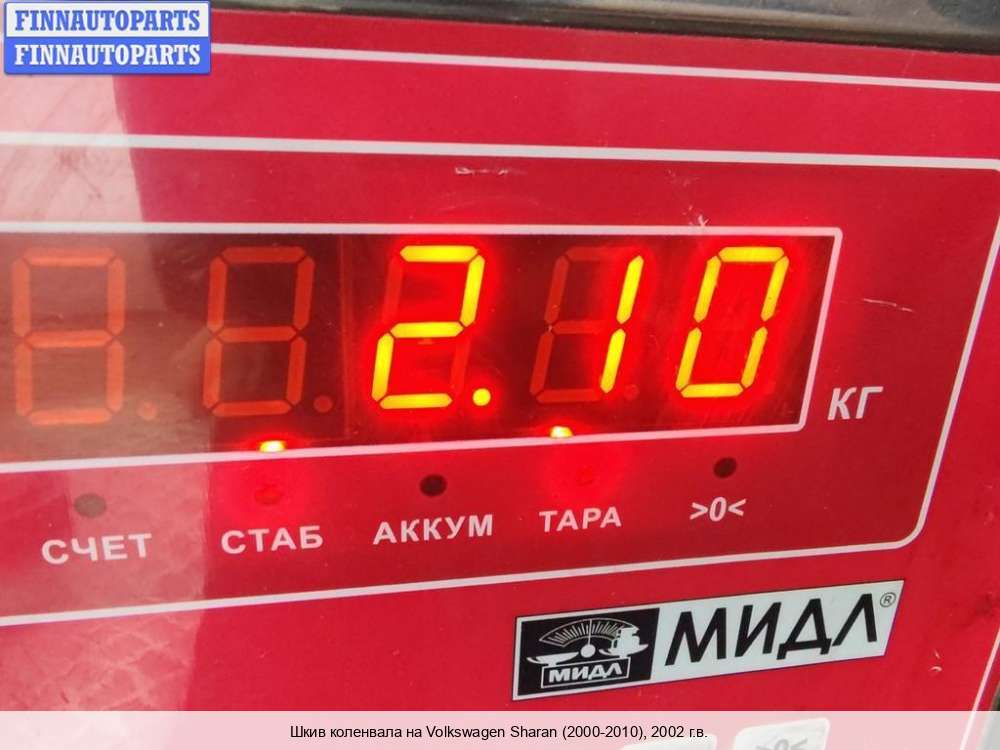 FINNAUTOPARTS
FINNAUTOPARTS
2.10
КГ
СЧЕТ СТАБ АККУМ ТАРА >0<
МИДЛ МИДЛ®
Шкив коленвала на Volkswagen Sharan (2000-2010), 2002 г.в.